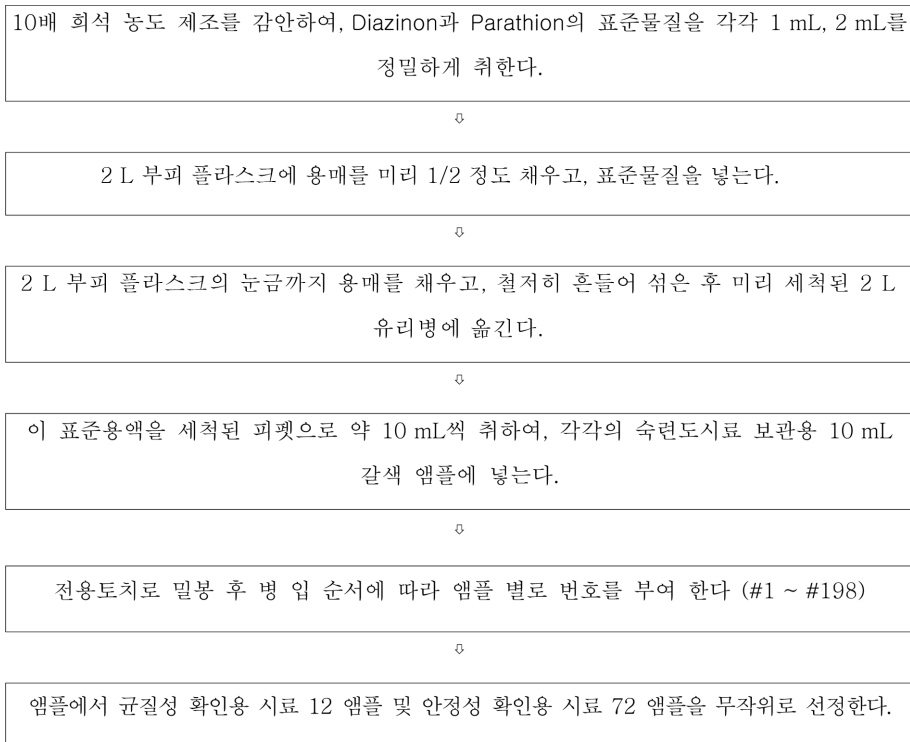 10배 희석 농도 제조를 감안하여, Diazinon과 Parathion의 표준물질을 각각 1 mL, 2 mL를
정밀하게 취한다.
⇩
2 L 부피 플라스크에 용매를 미리 1/2 정도 채우고, 표준물질을 넣는다.
⇩
2 L 부피 플라스크의 눈금까지 용매를 채우고, 철저히 흔들어 섞은 후 미리 세척된 2 L
유리병에 옮긴다.
⇩
이 표준용액을 세척된 피펫으로 약 10 mL씩 취하여, 각각의 숙련도시료 보관용 10 mL
갈색 앰플에 넣는다.
⇩
전용토치로 밀봉 후 병 입 순서에 따라 앰플 별로 번호를 부여 한다 (#1 ~ #198)
⇩
앰플에서 균질성 확인용 시료 12 앰플 및 안정성 확인용 시료 72 앰플을 무작위로 선정한다.